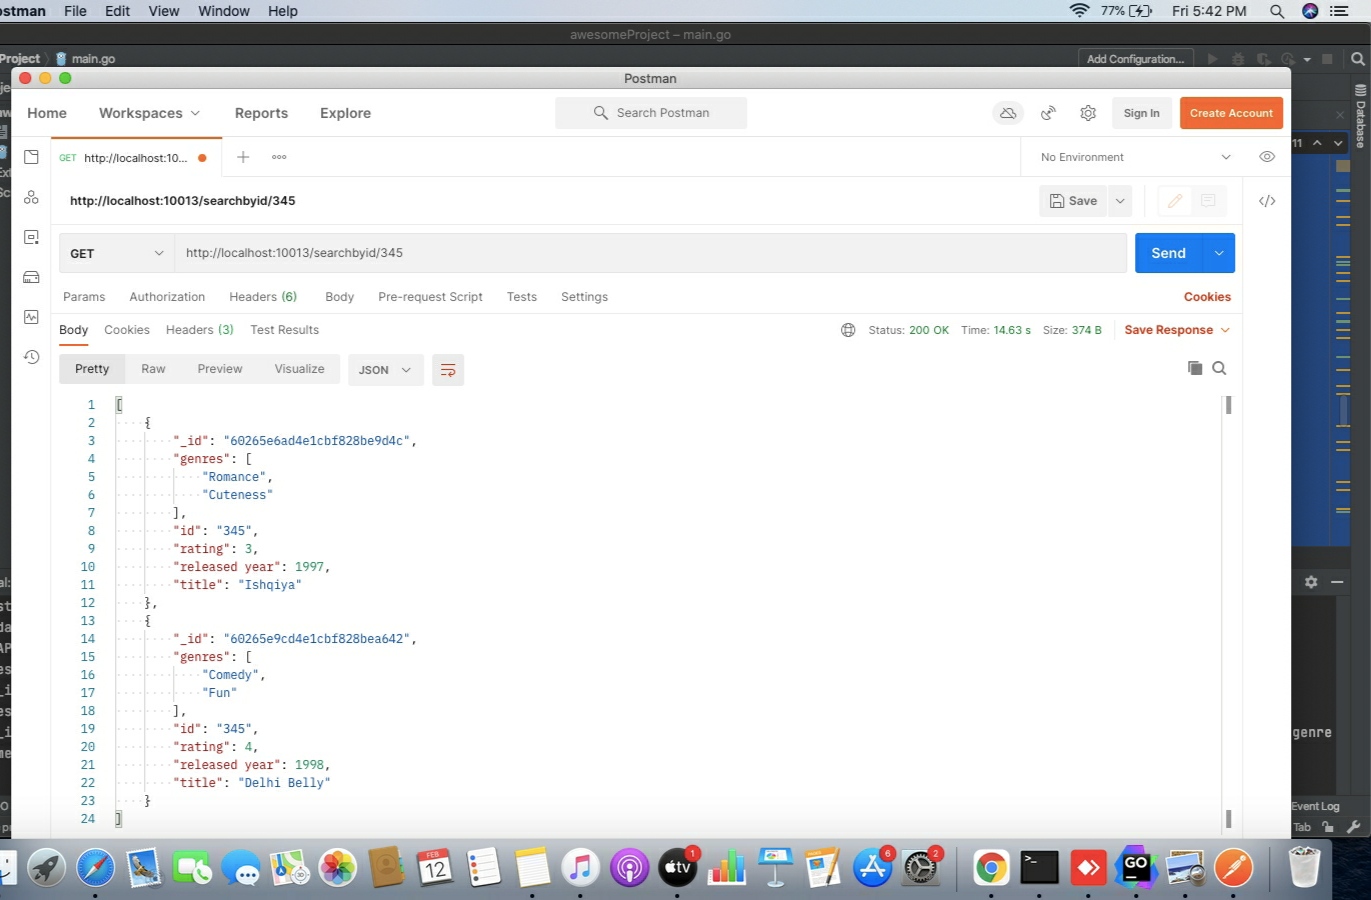 ostman File Edit View Window Help 77% Fri 5:42 PM
awesomeProject – main.go
Project main.go Add Configuration...
Postman
Home Workspaces Reports Explore Search Postman Sign In Create Account
GET http://localhost:10... No Environment
http://localhost:10013/searchbyid/345 Save
GET http://localhost:10013/searchbyid/345 Send
Params Authorization Headers (6) Body Pre-request Script Tests Settings Cookies
Body Cookies Headers (3) Test Results Status: 200 OK Time: 14.63 s Size: 374 B Save Response
Pretty Raw Preview Visualize JSON
1 [
2 {
3 "_id": "60265e6ad4e1cbf828be9d4c",
4 "genres": [
5 "Romance",
6 "Cuteness"
7 ],
8 "id": "345",
9 "rating": 3,
10 "released year": 1997,
11 "title": "Ishqiya"
12 },
13 {
14 "_id": "60265e9cd4e1cbf828bea642",
15 "genres": [
16 "Comedy",
17 "Fun"
18 ],
19 "id": "345",
20 "rating": 4,
21 "released year": 1998,
22 "title": "Delhi Belly"
23 }
24 ]
Database
11
genre
Event Log
Tab
FEB
12
tv
1
6
2
GO